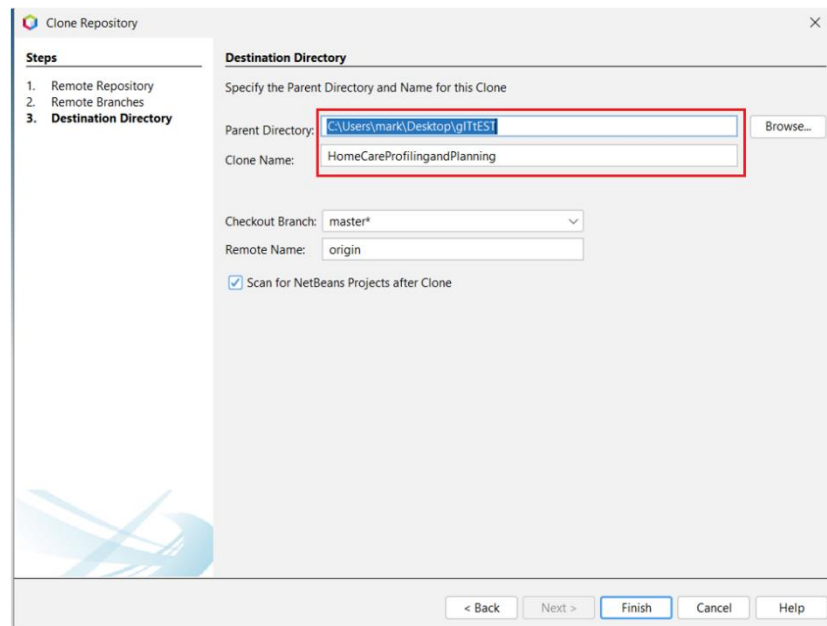 Clone Repository
Steps
1. Remote Repository
2. Remote Branches
3. Destination Directory
Destination Directory
Specify the Parent Directory and Name for this Clone
Parent Directory: C:\Users\mark\Desktop\gITtEST Browse...
Clone Name: HomeCareProfilingandPlanning
Checkout Branch: master*
Remote Name: origin
Scan for NetBeans Projects after Clone
< Back Next > Finish Cancel Help